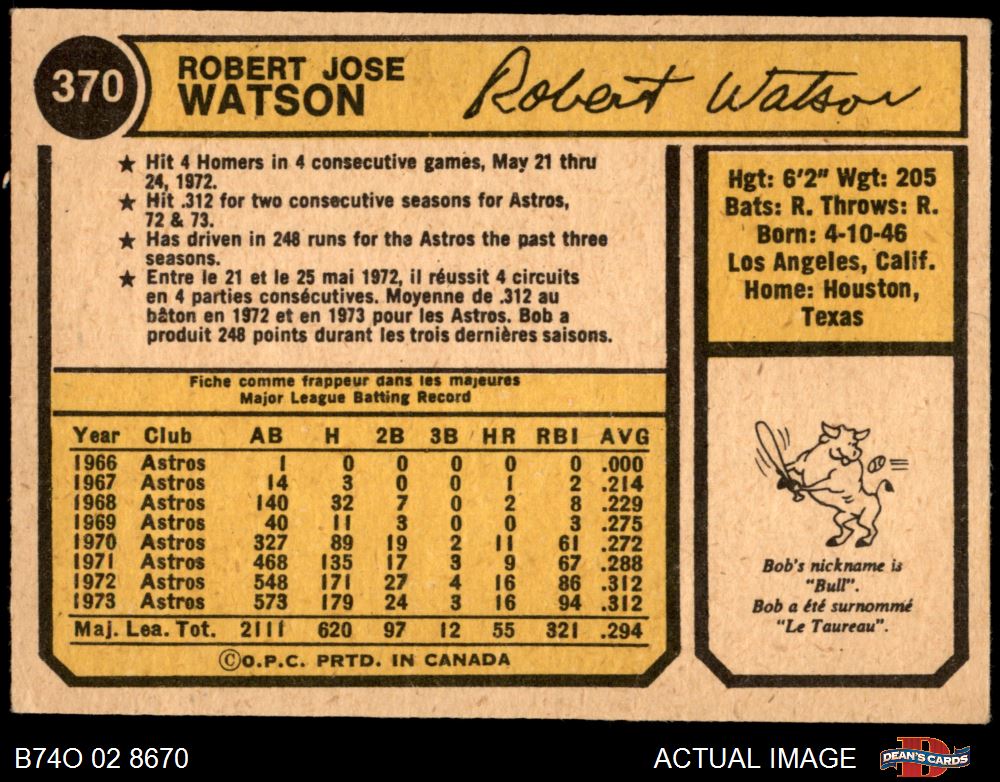 370
ROBERT JOSE
WATSON
Robert Watson
★ Hit 4 Homers in 4 consecutive games, May 21 thru
24, 1972.
★ Hit .312 for two consecutive seasons for Astros,
72 & 73.
★ Has driven in 248 runs for the Astros the past three
seasons.
★ Entre le 21 et le 25 mai 1972, il réussit 4 circuits
en 4 parties consécutives. Moyenne de .312 au
bâton en 1972 et en 1973 pour les Astros. Bob a
produit 248 points durant les trois dernières saisons.
Hgt: 6'2" Wgt: 205
Bats: R. Throws: R.
Born: 4-10-46
Los Angeles, Calif.
Home: Houston,
Texas
Fiche comme frappeur dans les majeures
Major League Batting Record
Year Club AB H 2B 3B HR RBI AVG
1966 Astros 1 0 0 0 0 0 .000
1967 Astros 14 3 0 0 1 2 .214
1968 Astros 140 32 7 0 2 8 .229
1969 Astros 40 11 3 0 0 3 .275
1970 Astros 327 89 19 2 11 61 .272
1971 Astros 468 135 17 3 9 67 .288
1972 Astros 548 171 27 4 16 86 .312
1973 Astros 573 179 24 3 16 94 .312
Maj. Lea. Tot. 2111 620 97 12 55 321 .294
©O.P.C. PRTD. IN CANADA
Bob's nickname is
"Bull".
Bob a été surnommé
"Le Taureau".
B74O 02 8670
ACTUAL IMAGE
DEAN'S CARDS